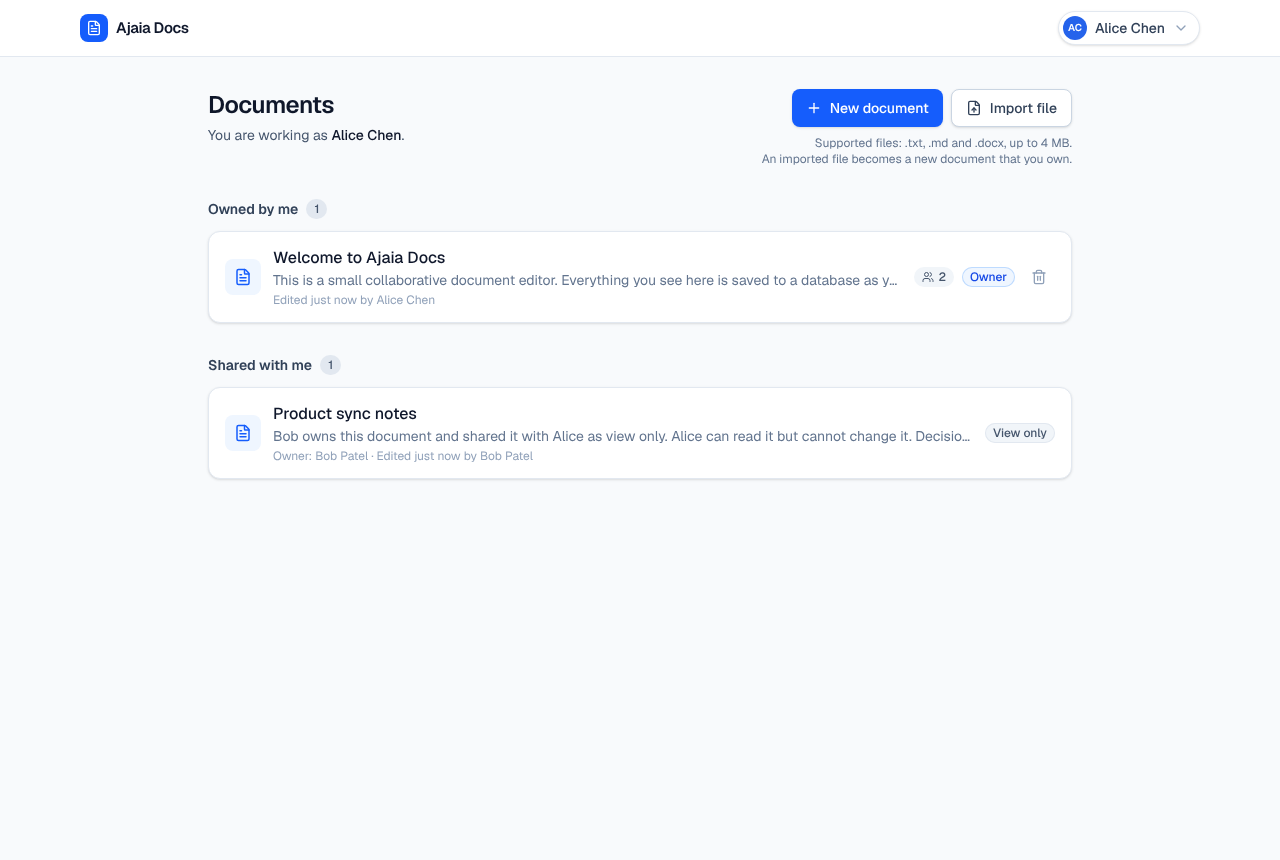 Ajaia Docs
AC Alice Chen
Documents
You are working as Alice Chen.
New document
Import file
Supported files: .txt, .md and .docx, up to 4 MB.
An imported file becomes a new document that you own.
Owned by me 1
Welcome to Ajaia Docs
This is a small collaborative document editor. Everything you see here is saved to a database as y...
2 Owner
Edited just now by Alice Chen
Shared with me 1
Product sync notes
Bob owns this document and shared it with Alice as view only. Alice can read it but cannot change it. Decisio...
View only
Owner: Bob Patel · Edited just now by Bob Patel